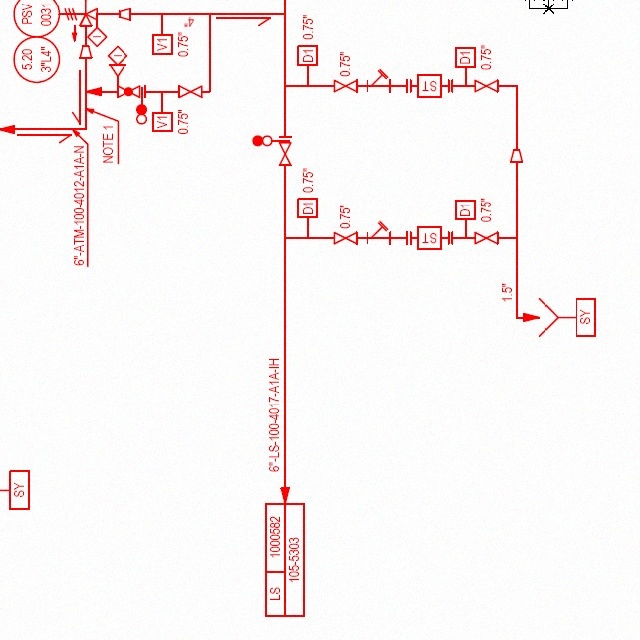 PSV
0031
5.20
3"L4"
V1
0.75"
4"
V1
0.75"
NOTE 1
6"-ATM-100-4012-A1A-N
D1
0.75"
0.75"
ST
D1
0.75"
D1
0.75"
0.75'
ST
D1
0.75"
1.5"
SY
6"-LS-100-4017-A1A-IH
SY
LS
1000582
105-5303